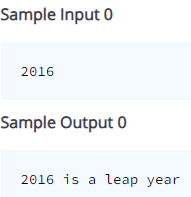 Sample Input 0
2016
Sample Output 0
2016 is a leap year